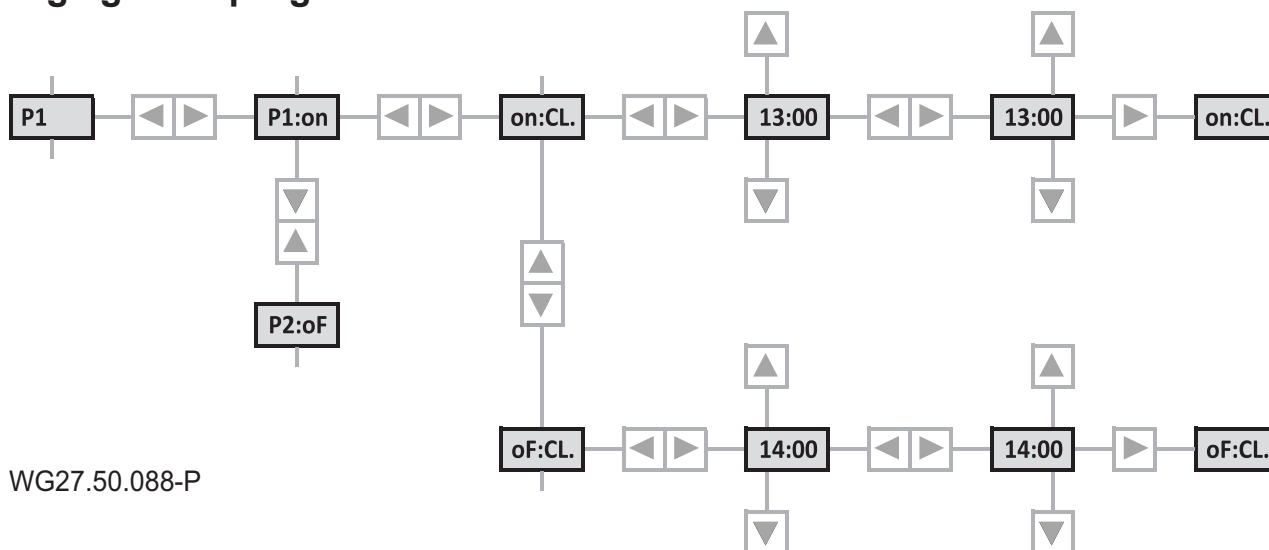 P1
P1:on
on:CL.
13:00
13:00
on:CL.
P2:oF
oF:CL.
14:00
14:00
oF:CL.
WG27.50.088-P